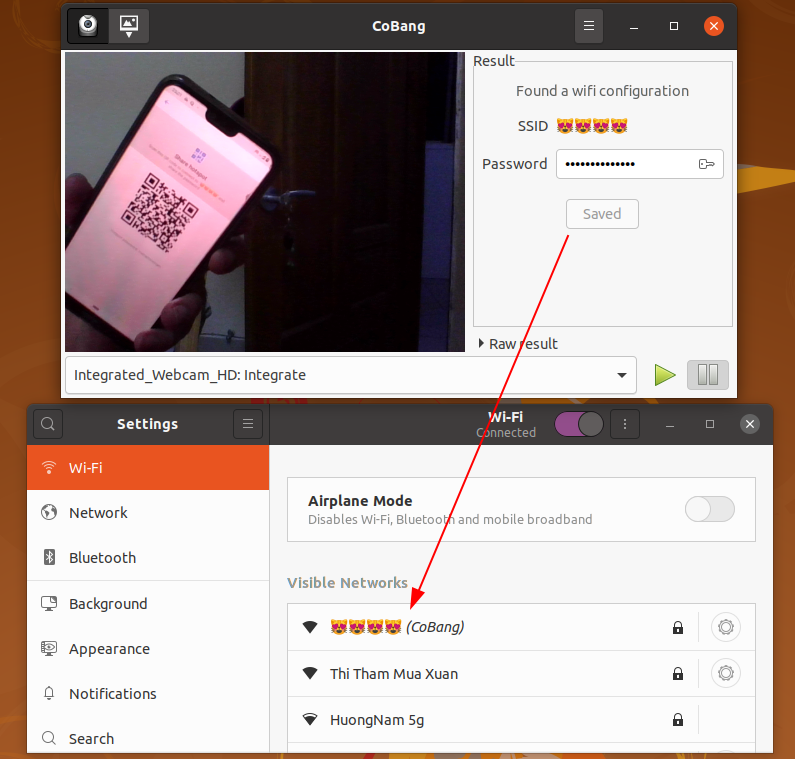 CoBang
Result
Found a wifi configuration
SSID 😻😻😻😻
Password ••••••••••••••
Saved
Share hotspot
Raw result
Integrated_Webcam_HD: Integrate
Settings
Wi-Fi
Connected
Wi-Fi
Network
Bluetooth
Background
Appearance
Notifications
Search
Airplane Mode
Disables Wi-Fi, Bluetooth and mobile broadband
Visible Networks
😻😻😻😻 (CoBang)
Thi Tham Mua Xuan
HuongNam 5g